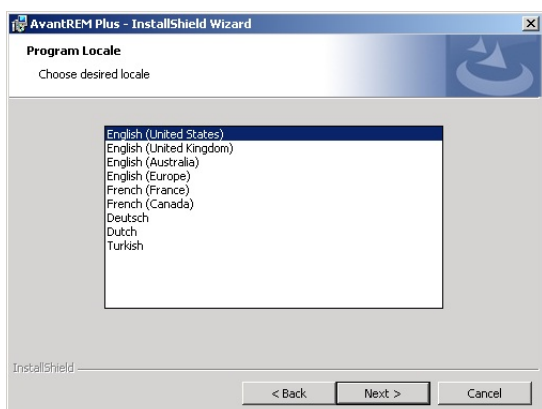 AvantREM Plus - InstallShield Wizard
Program Locale
Choose desired locale
English (United States)
English (United Kingdom)
English (Australia)
English (Europe)
French (France)
French (Canada)
Deutsch
Dutch
Turkish
InstallShield
< Back Next > Cancel